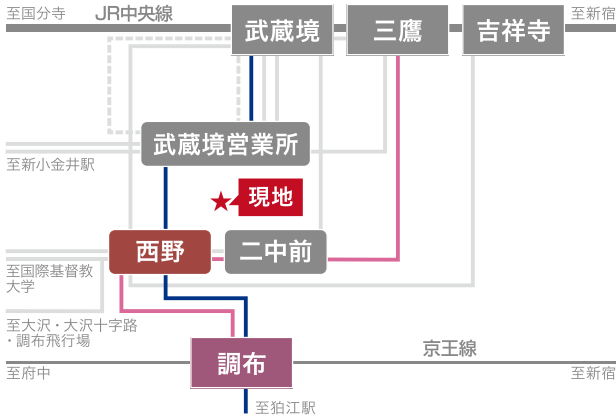 至国分寺
JR中央線
武蔵境
三鷹
吉祥寺
至新宿
武蔵境営業所
至新小金井駅
現地
西野
二中前
至国際基督教
大学
至大沢・大沢十字路
・調布飛行場
京王線
調布
至府中
至新宿
至狛江駅